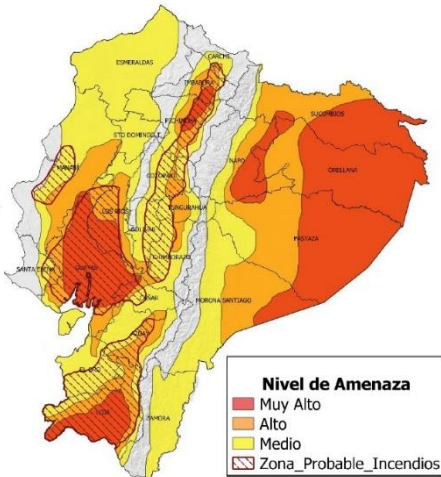 CARCHI
ESMERALDAS
IMBABURA
SUCUMBIOS
PICHINCHA
STO DOMINGO
NAPO
ORELLANA
MANABI
COTOPAXI
LOS RIOS
TUNGURAHUA
PASTAZA
BOLIVAR
SANTA ELENA
GUAYAS
CHIMBORAZO
MORONA SANTIAGO
CAÑAR
AZUAY
EL ORO
LOJA
ZAMORA
Nivel de Amenaza
Muy Alto
Alto
Medio
Zona_Probable_Incendios